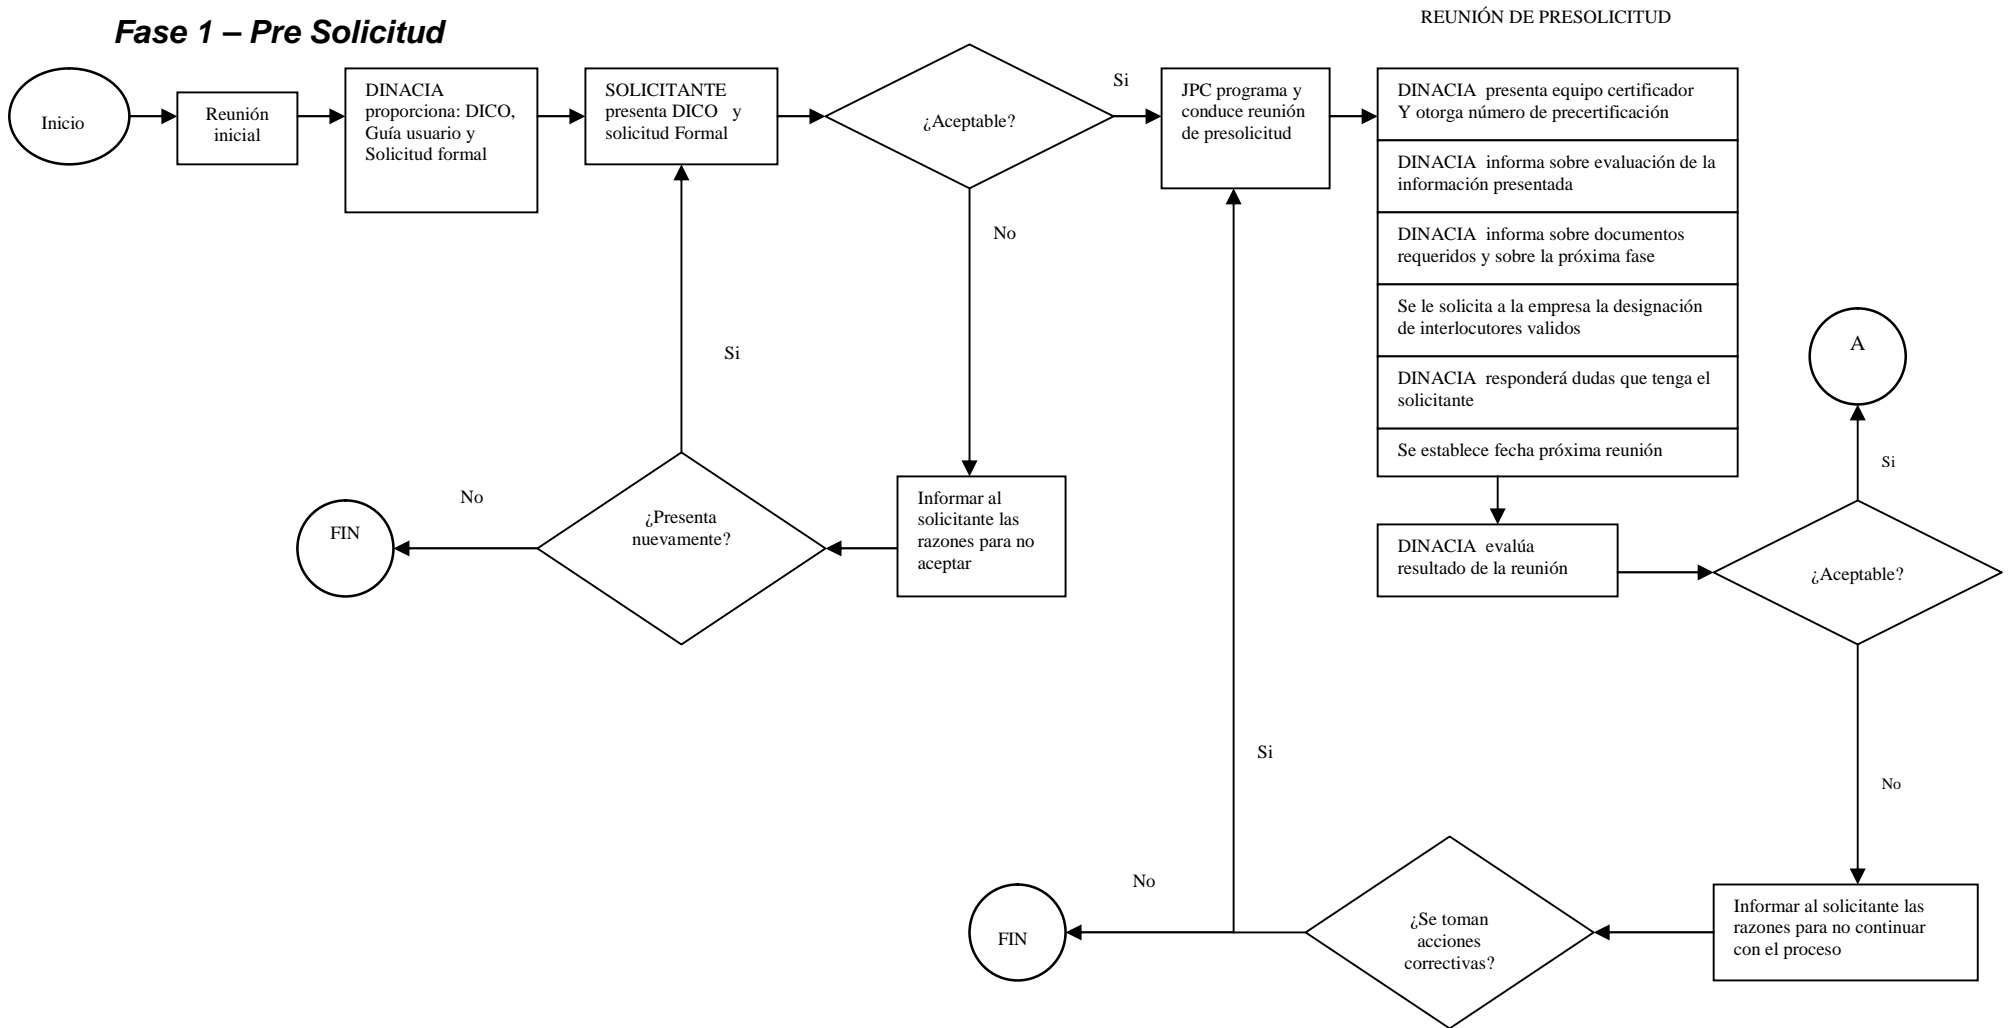 Fase 1 – Pre Solicitud
REUNIÓN DE PRESOLICITUD
Inicio
Reunión
inicial
DINACIA
proporciona: DICO,
Guía usuario y
Solicitud formal
SOLICITANTE
presenta DICO y
solicitud Formal
¿Aceptable?
Si
No
JPC programa y
conduce reunión
de presolicitud
DINACIA presenta equipo certificador
Y otorga número de precertificación
DINACIA informa sobre evaluación de la
información presentada
DINACIA informa sobre documentos
requeridos y sobre la próxima fase
Se le solicita a la empresa la designación
de interlocutores validos
DINACIA responderá dudas que tenga el
solicitante
Se establece fecha próxima reunión
Informar al
solicitante las
razones para no
aceptar
¿Presenta
nuevamente?
Si
No
FIN
DINACIA evalúa
resultado de la reunión
¿Aceptable?
Si
A
No
Informar al solicitante las
razones para no continuar
con el proceso
¿Se toman
acciones
correctivas?
Si
No
FIN